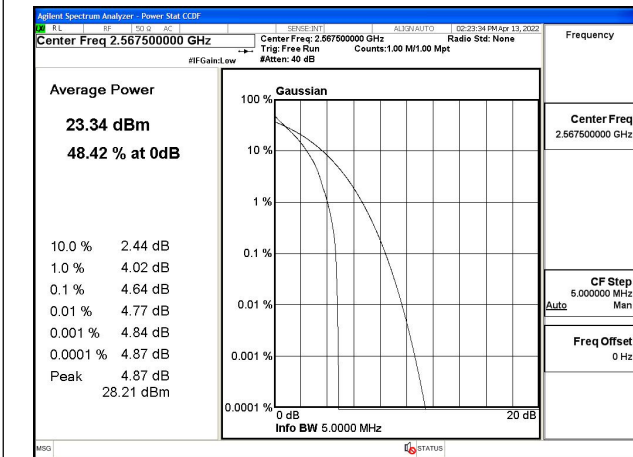 Agilent Spectrum Analyzer - Power Stat CCDF
RL RF 50 Ω AC SENSE:INT ALIGNAUTO 02:23:34 PM Apr 13, 2022
Center Freq 2.567500000 GHz
Center Freq: 2.567500000 GHz Radio Std: None
Trig: Free Run Counts:1.00 M/1.00 Mpt
#IFGain:Low #Atten: 40 dB
Frequency
Average Power
23.34 dBm
48.42 % at 0dB
10.0 % 2.44 dB
1.0 % 4.02 dB
0.1 % 4.64 dB
0.01 % 4.77 dB
0.001 % 4.84 dB
0.0001 % 4.87 dB
Peak 4.87 dB
28.21 dBm
Gaussian
100 %
10 %
1 %
0.1 %
0.01 %
0.001 %
0.0001 %
0 dB 20 dB
Info BW 5.0000 MHz
Center Freq
2.567500000 GHz
CF Step
5.000000 MHz
Auto Man
Freq Offset
0 Hz
MSG STATUS